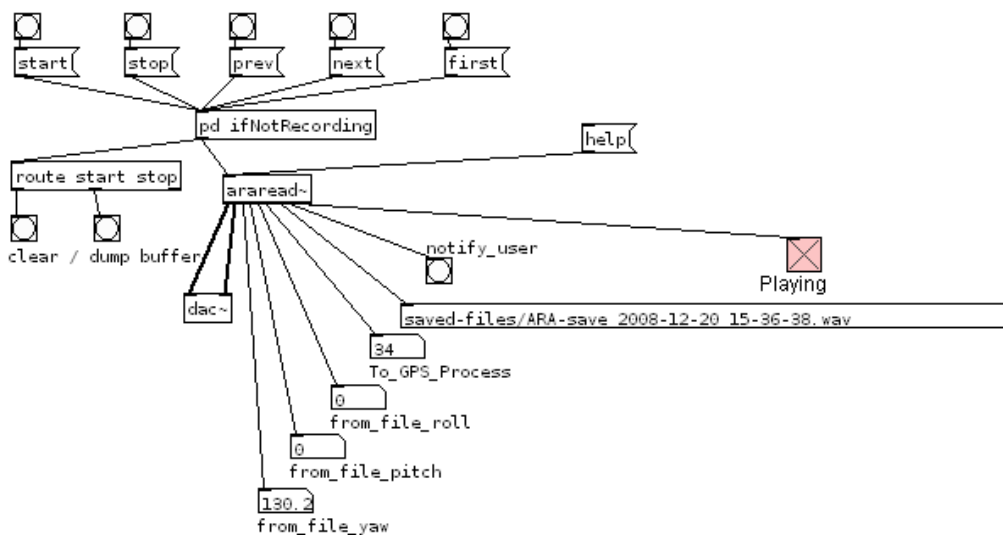 start
stop
prev
next
first
pd ifNotRecording
help
route start stop
araread~
clear / dump buffer
notify_user
Playing
dac~
saved-files/ARA-save 2008-12-20 15-36-38.wav
34
To_GPS_Process
0
from_file_roll
0
from_file_pitch
130.2
from_file_yaw